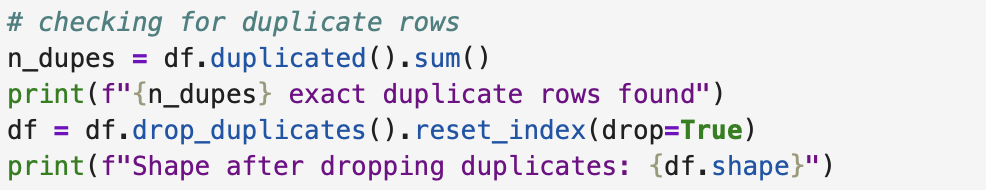 # checking for duplicate rows
n_dupes = df.duplicated().sum()
print(f"{n_dupes} exact duplicate rows found")
df = df.drop_duplicates().reset_index(drop=True)
print(f"Shape after dropping duplicates: {df.shape}")